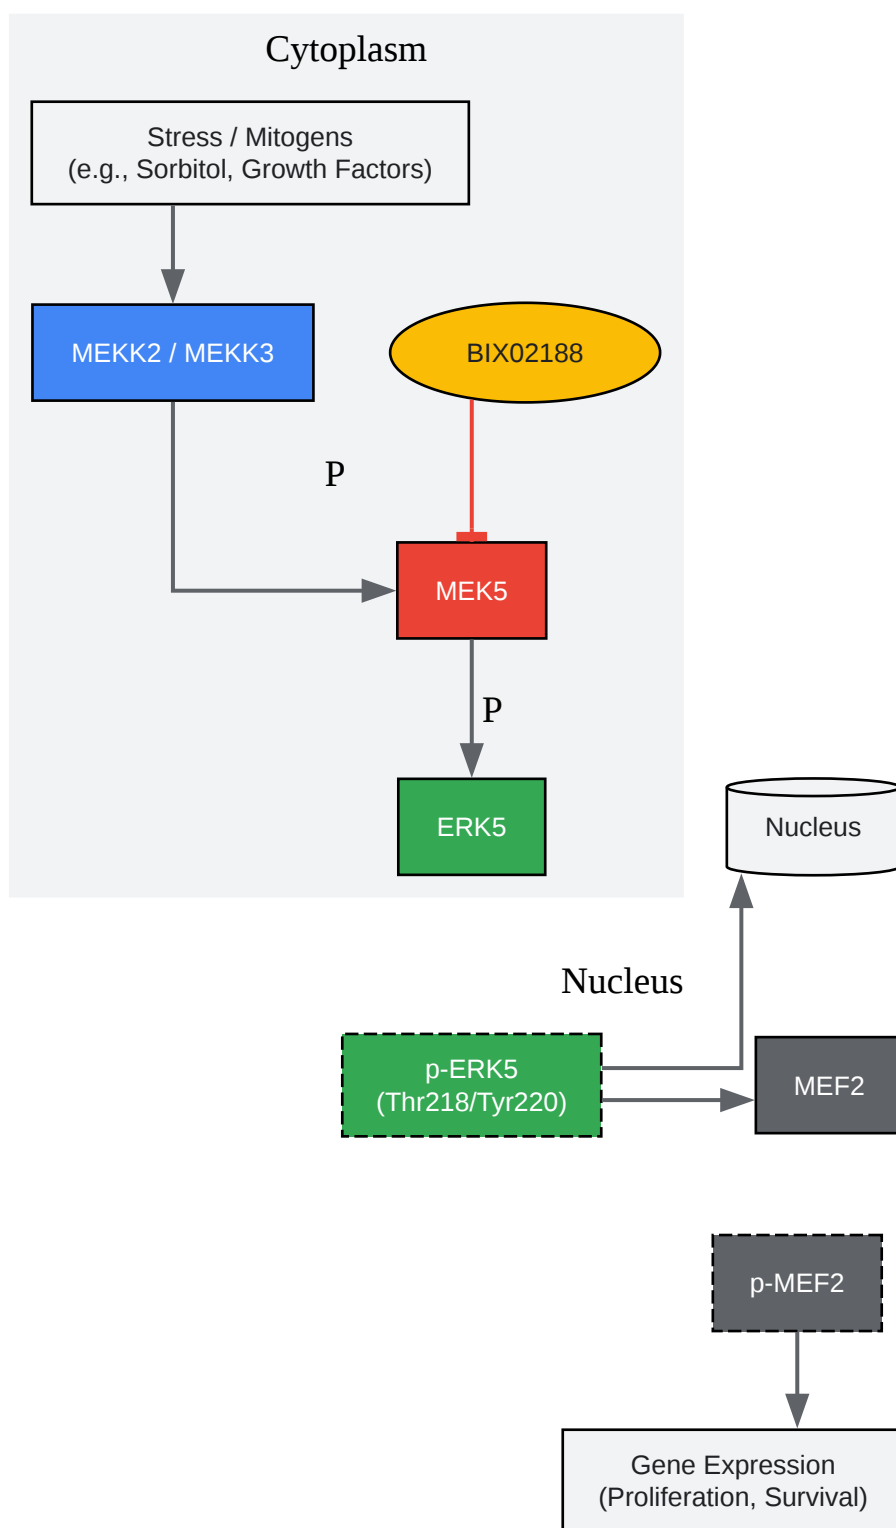 Cytoplasm
Stress / Mitogens
(e.g., Sorbitol, Growth Factors)
MEKK2 / MEKK3
BIX02188
P
MEK5
P
ERK5
Nucleus
Nucleus
p-ERK5
(Thr218/Tyr220)
MEF2
p-MEF2
Gene Expression
(Proliferation, Survival)